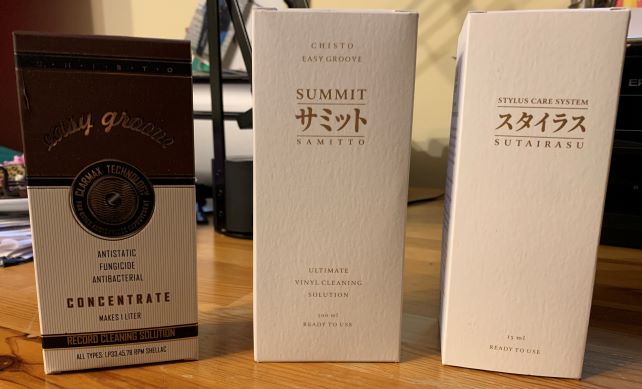 CHISTO
easy groove
CLARMAX TECHNOLOGY
ANTISTATIC
FUNGICIDE
ANTIBACTERIAL
CONCENTRATE
MAKES 1 LITER
RECORD CLEANING SOLUTION
ALL TYPES: LP33,45,78 RPM SHELLAC
CHISTO
EASY GROOVE
SUMMIT
サミット
SAMITTO
ULTIMATE
VINYL CLEANING
SOLUTION
500 ml
READY TO USE
STYLUS CARE SYSTEM
スタイラス
SUTAIRASU
15 ml
READY TO USE
EP